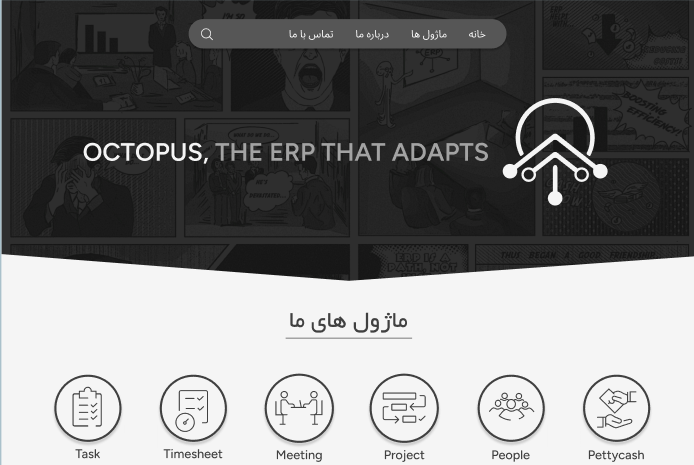 خانه
ماژول ها
درباره ما
تماس با ما
OCTOPUS, THE ERP THAT ADAPTS
ماژول های ما
Task
Timesheet
Meeting
Project
People
Pettycash